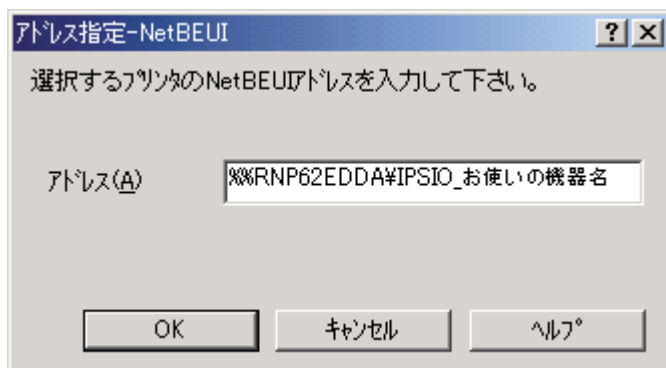 アドレス指定-NetBEUI
選択するプリンタのNetBEUIアドレスを入力して下さい。
アドレス(A)
%%RNP62EDDA¥IPSIO_お使いの機器名
OK
キャンセル
ヘルプ